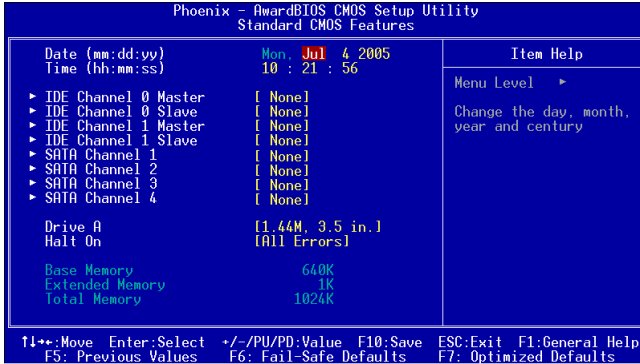 Phoenix - AwardBIOS CMOS Setup Utility
Standard CMOS Features
Date (mm:dd:yy) Mon, Jul 4 2005
Time (hh:mm:ss) 10 : 21 : 56
► IDE Channel 0 Master [ None]
► IDE Channel 0 Slave [ None]
► IDE Channel 1 Master [ None]
► IDE Channel 1 Slave [ None]
► SATA Channel 1 [ None]
► SATA Channel 2 [ None]
► SATA Channel 3 [ None]
► SATA Channel 4 [ None]
Drive A [1.44M, 3.5 in.]
Halt On [All Errors]
Base Memory 640K
Extended Memory 1K
Total Memory 1024K
Item Help
Menu Level ►
Change the day, month,
year and century
↑↓→←:Move Enter:Select +/-/PU/PD:Value F10:Save ESC:Exit F1:General Help
F5: Previous Values F6: Fail-Safe Defaults F7: Optimized Defaults